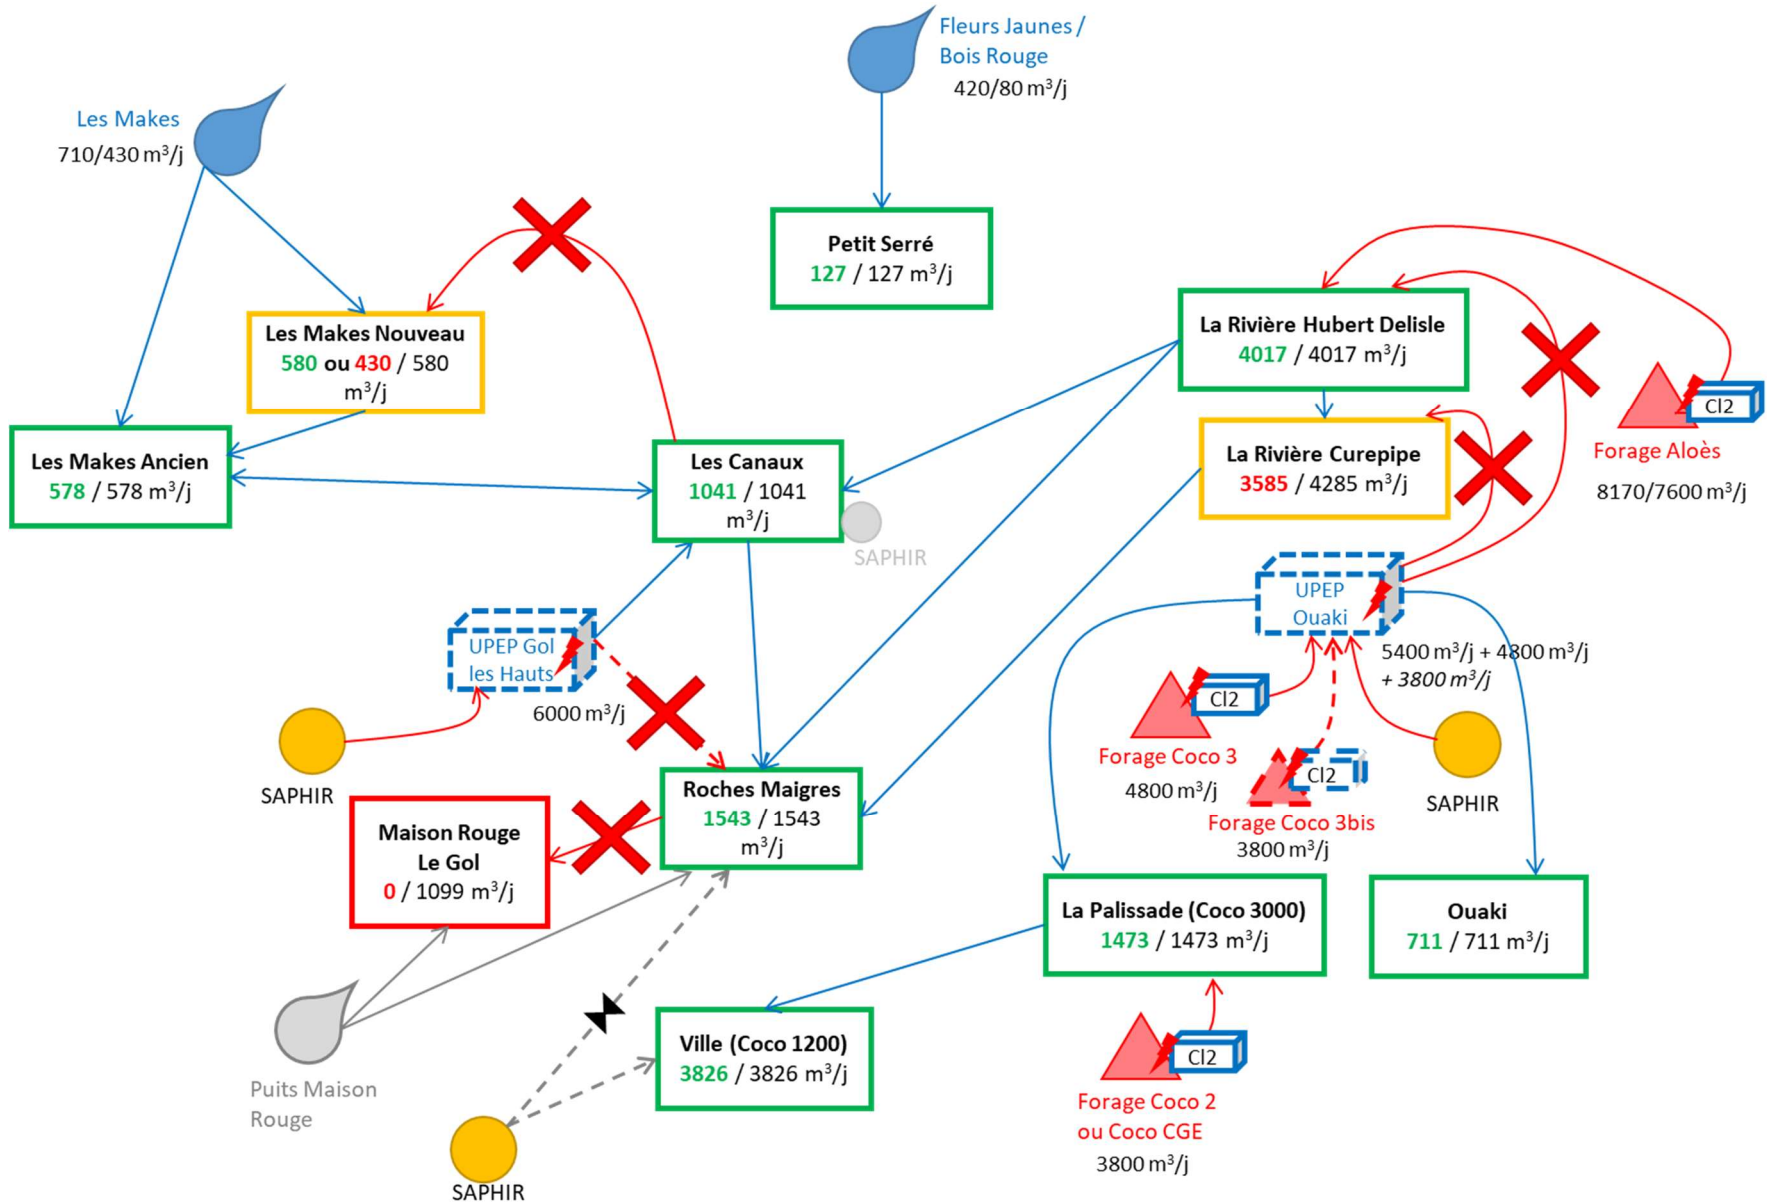 Fleurs Jaunes /
Bois Rouge
420/80 m³/j
Les Makes
710/430 m³/j
Petit Serré
127 / 127 m³/j
Les Makes Nouveau
580 ou 430 / 580
m³/j
La Rivière Hubert Delisle
4017 / 4017 m³/j
Cl2
Forage Aloès
8170/7600 m³/j
Les Makes Ancien
578 / 578 m³/j
Les Canaux
1041 / 1041
m³/j
SAPHIR
La Rivière Curepipe
3585 / 4285 m³/j
UPEP
Ouaki
5400 m³/j + 4800 m³/j
+ 3800 m³/j
UPEP Gol
les Hauts
6000 m³/j
SAPHIR
Cl2
Forage Coco 3
4800 m³/j
Cl2
Forage Coco 3bis
3800 m³/j
SAPHIR
Roches Maigres
1543 / 1543
m³/j
Maison Rouge
Le Gol
0 / 1099 m³/j
La Palissade (Coco 3000)
1473 / 1473 m³/j
Ouaki
711 / 711 m³/j
Puits Maison
Rouge
Ville (Coco 1200)
3826 / 3826 m³/j
Cl2
Forage Coco 2
ou Coco CGE
3800 m³/j
SAPHIR